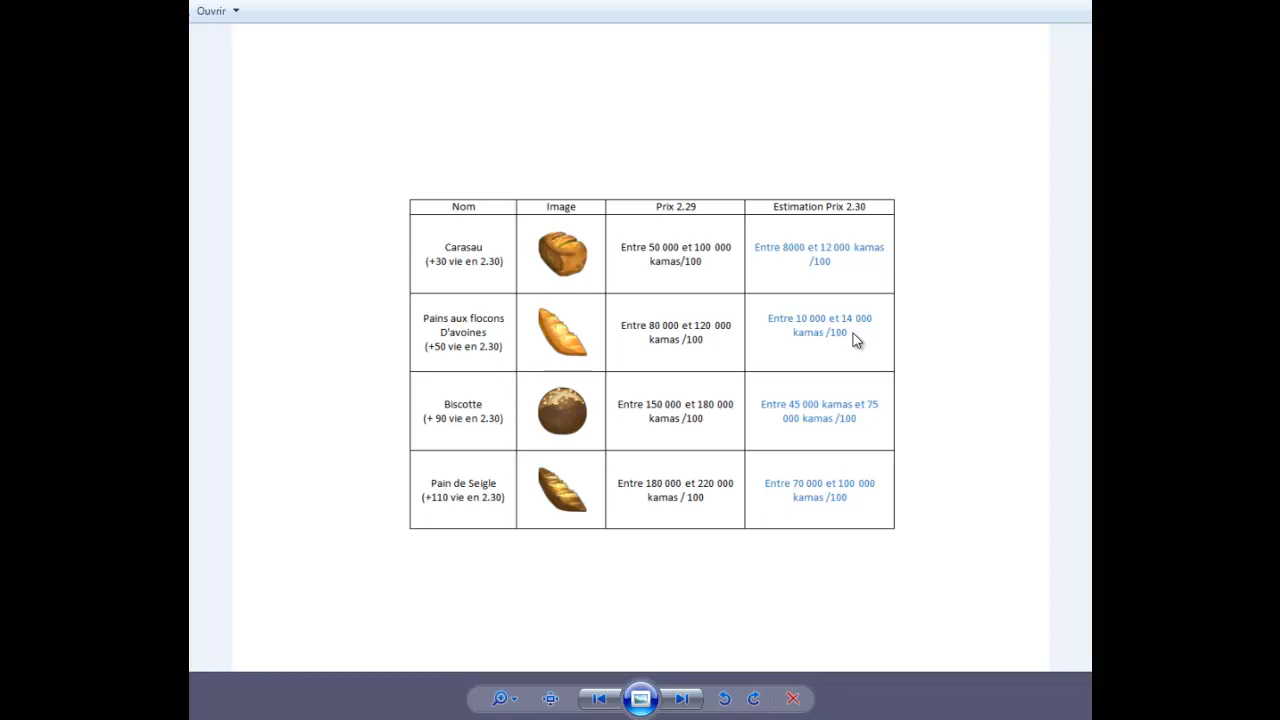 Ouvrir
Nom Image Prix 2.29 Estimation Prix 2.30
Carasau
(+30 vie en 2.30)
Entre 50 000 et 100 000
kamas/100
Entre 8000 et 12 000 kamas
/100
Pains aux flocons
D'avoines
(+50 vie en 2.30)
Entre 80 000 et 120 000
kamas /100
Entre 10 000 et 14 000
kamas /100
Biscotte
(+ 90 vie en 2.30)
Entre 150 000 et 180 000
kamas /100
Entre 45 000 kamas et 75
000 kamas /100
Pain de Seigle
(+110 vie en 2.30)
Entre 180 000 et 220 000
kamas / 100
Entre 70 000 et 100 000
kamas /100